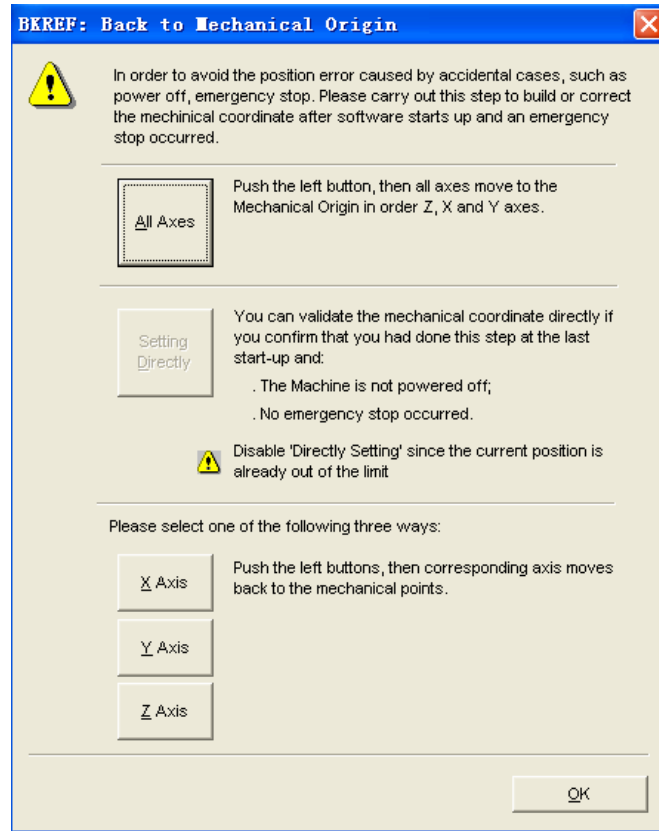 BKREF: Back to Mechanical Origin
In order to avoid the position error caused by accidental cases, such as
power off, emergency stop. Please carry out this step to build or correct
the mechinical coordinate after software starts up and an emergency
stop occurred.
All Axes
Push the left button, then all axes move to the
Mechanical Origin in order Z, X and Y axes.
Setting
Directly
You can validate the mechanical coordinate directly if
you confirm that you had done this step at the last
start-up and:
. The Machine is not powered off;
. No emergency stop occurred.
Disable 'Directly Setting' since the current position is
already out of the limit
Please select one of the following three ways:
X Axis
Push the left buttons, then corresponding axis moves
back to the mechanical points.
Y Axis
Z Axis
OK